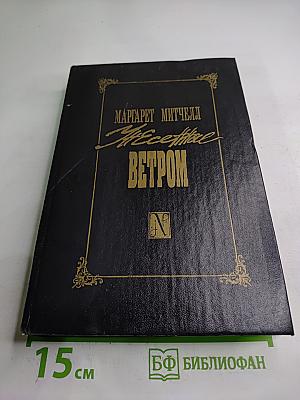 МАРГАРЕТ МИТЧЕЛЛ
Унесенные
ВЕТРОМ
N
15 см
БФ БИБЛИОФАН